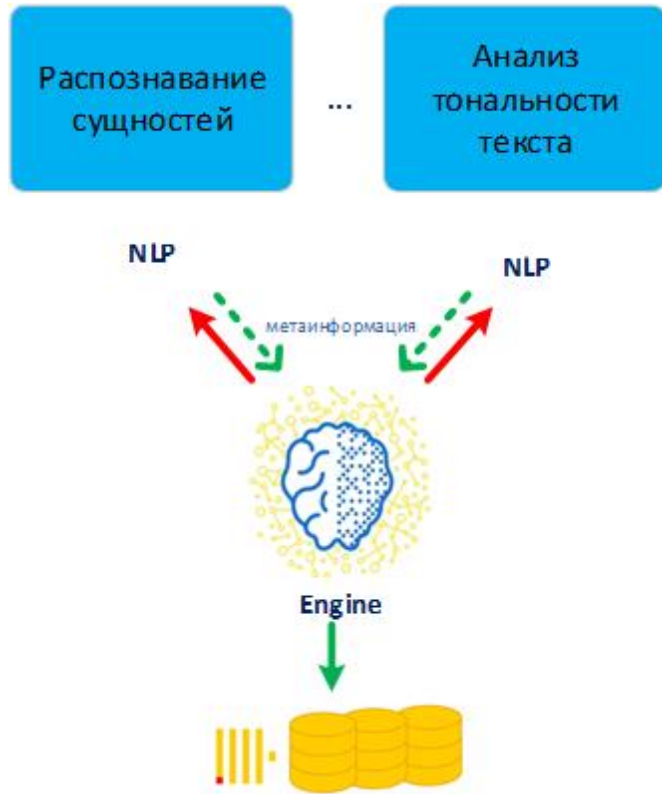 Распознавание
сущностей
...
Анализ
тональности
текста
NLP
NLP
метаинформация
Engine